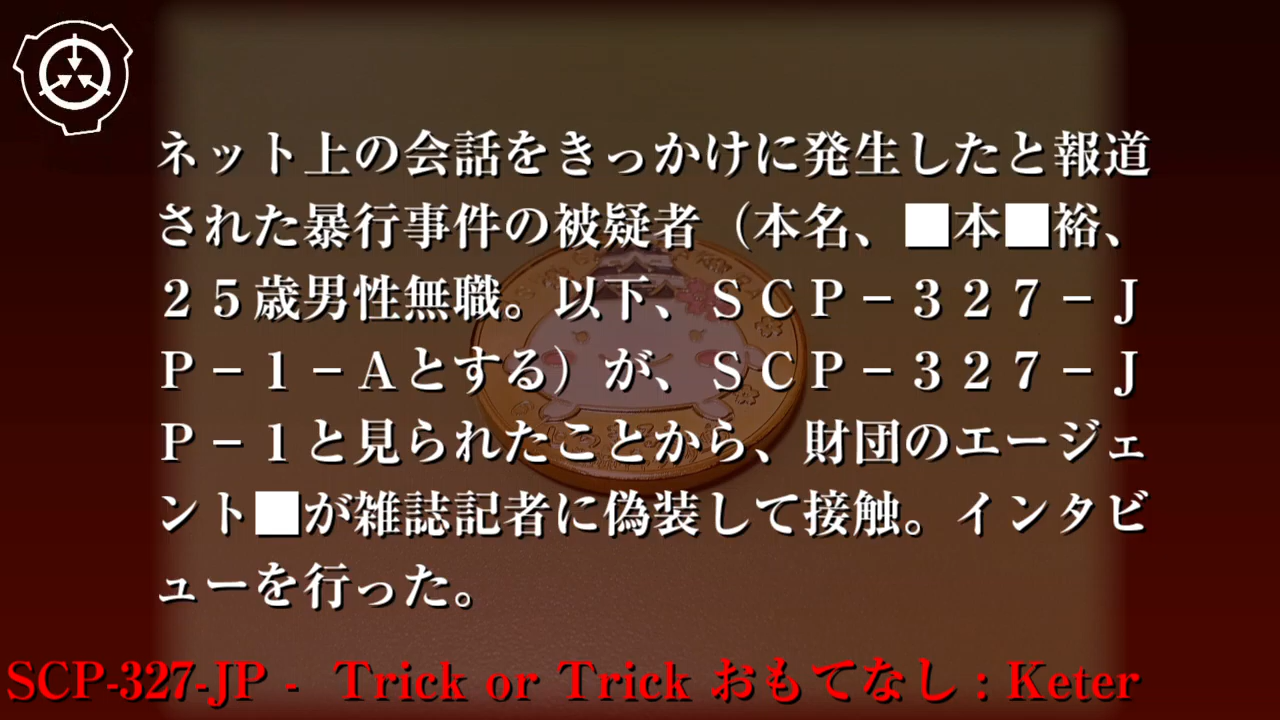 ネット上の会話をきっかけに発生したと報道
された暴行事件の被疑者（本名、■本■裕、
２５歳男性無職。以下、ＳＣＰ－３２７－Ｊ
Ｐ－１－Ａとする）が、ＳＣＰ－３２７－Ｊ
Ｐ－１と見られたことから、財団のエージェ
ント■が雑誌記者に偽装して接触。インタビ
ューを行った。
SCP-327-JP - Trick or Trick おもてなし : Keter